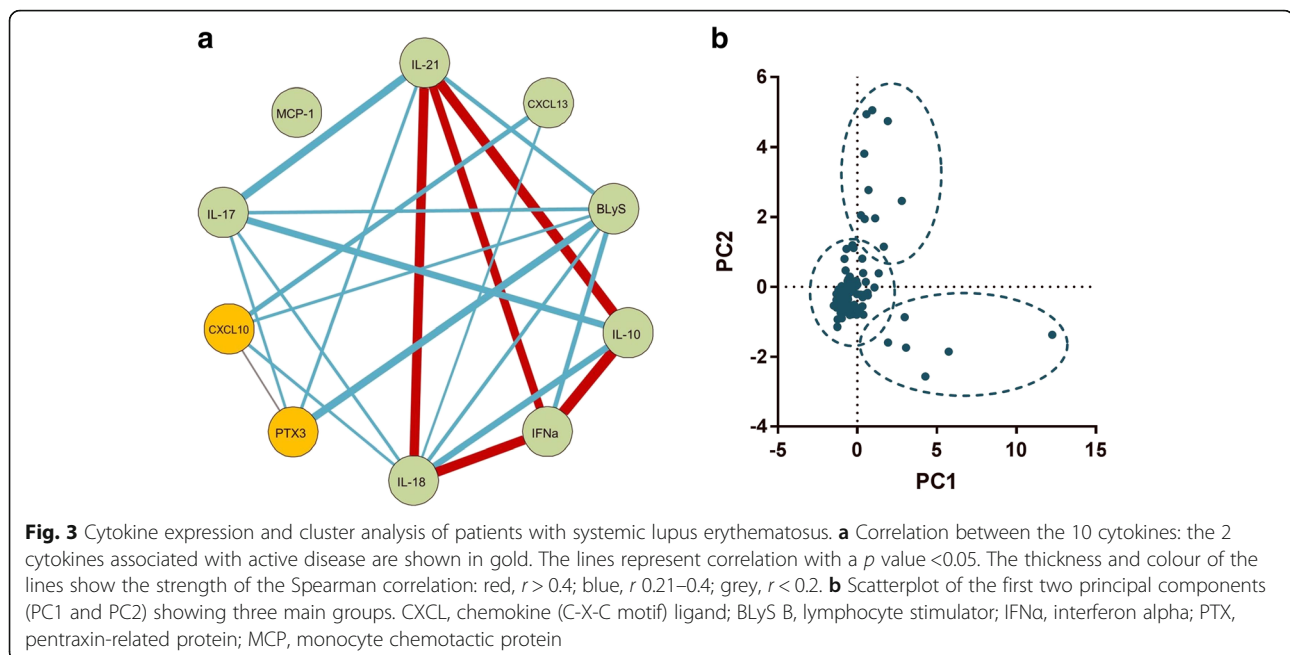 a
IL-21
CXCL13
MCP-1
BLyS
IL-17
IL-10
CXCL10
IFNa
PTX3
IL-18
b
6
4
2
0
-2
-4
PC2
-5
0
5
10
15
PC1
Fig. 3 Cytokine expression and cluster analysis of patients with systemic lupus erythematosus. a Correlation between the 10 cytokines: the 2
cytokines associated with active disease are shown in gold. The lines represent correlation with a p value <0.05. The thickness and colour of the
lines show the strength of the Spearman correlation: red, r > 0.4; blue, r 0.21–0.4; grey, r < 0.2. b Scatterplot of the first two principal components
(PC1 and PC2) showing three main groups. CXCL, chemokine (C-X-C motif) ligand; BLyS B, lymphocyte stimulator; IFNα, interferon alpha; PTX,
pentraxin-related protein; MCP, monocyte chemotactic protein